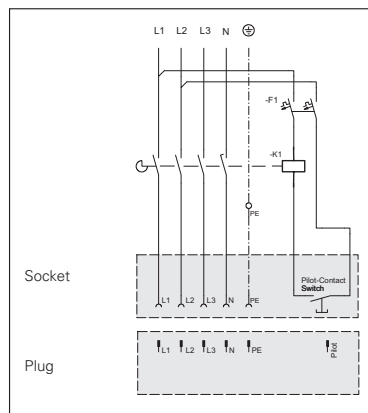 L1 L2 L3 N
-F1
-K1
PE
Socket
Pilot-Contact
Switch
L1 L2 L3 N PE
Plug
L1 L2 L3 N PE Pilot